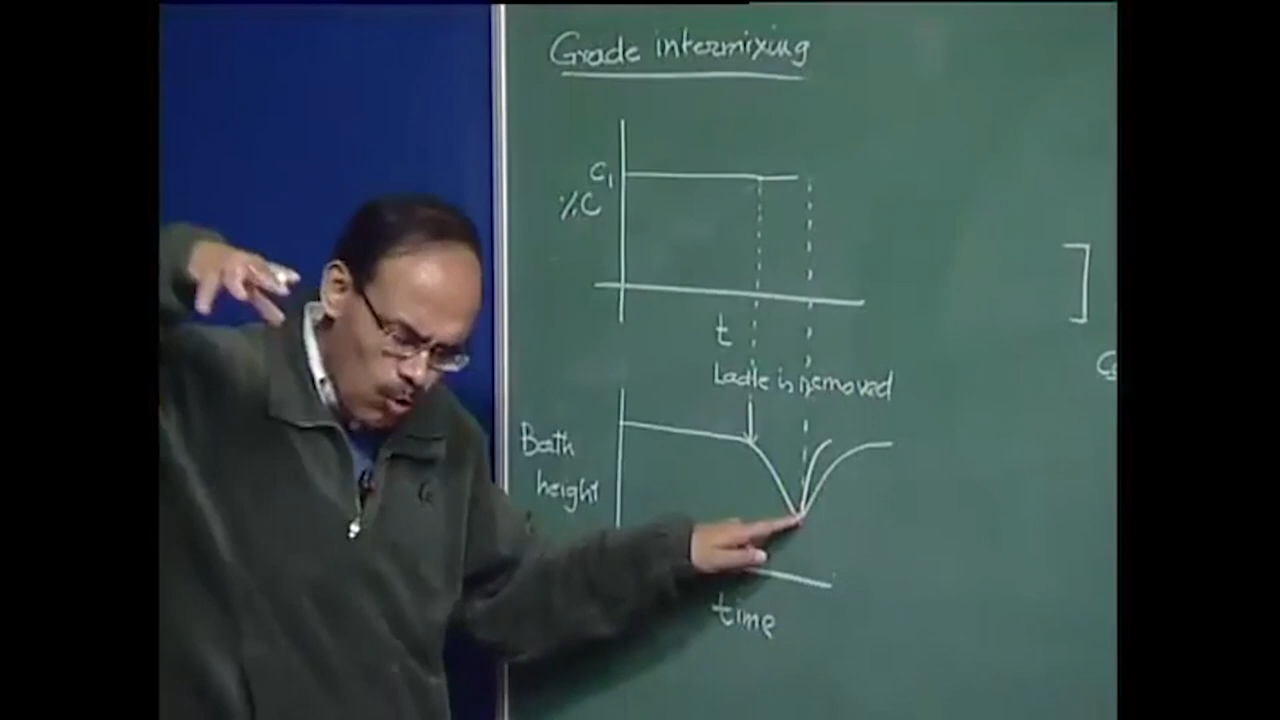 Grade intermixing
C₁
%C
t
Ladle is removed
Bath
height
time